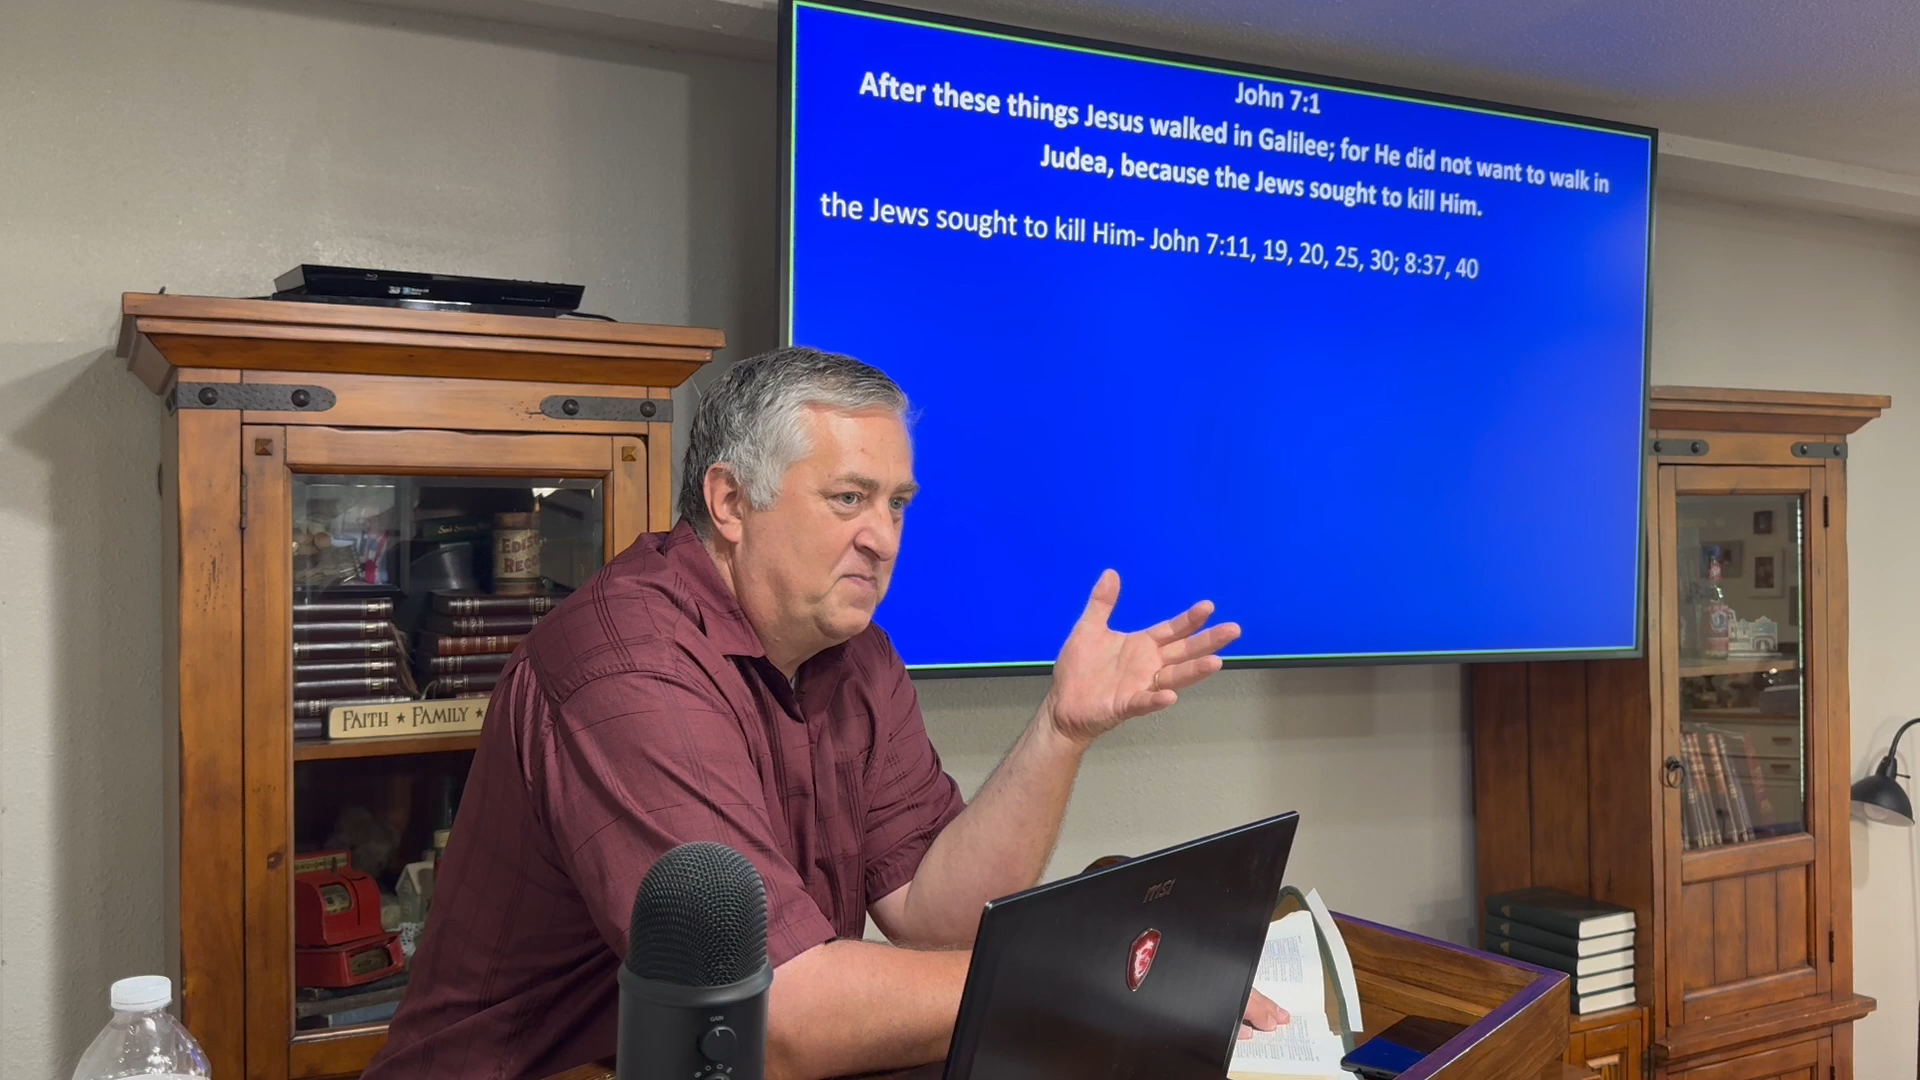 John 7:1
After these things Jesus walked in Galilee; for He did not want to walk in
Judea, because the Jews sought to kill Him.
the Jews sought to kill Him- John 7:11, 19, 20, 25, 30; 8:37, 40
FAITH ★ FAMILY ★
msi
GAIN